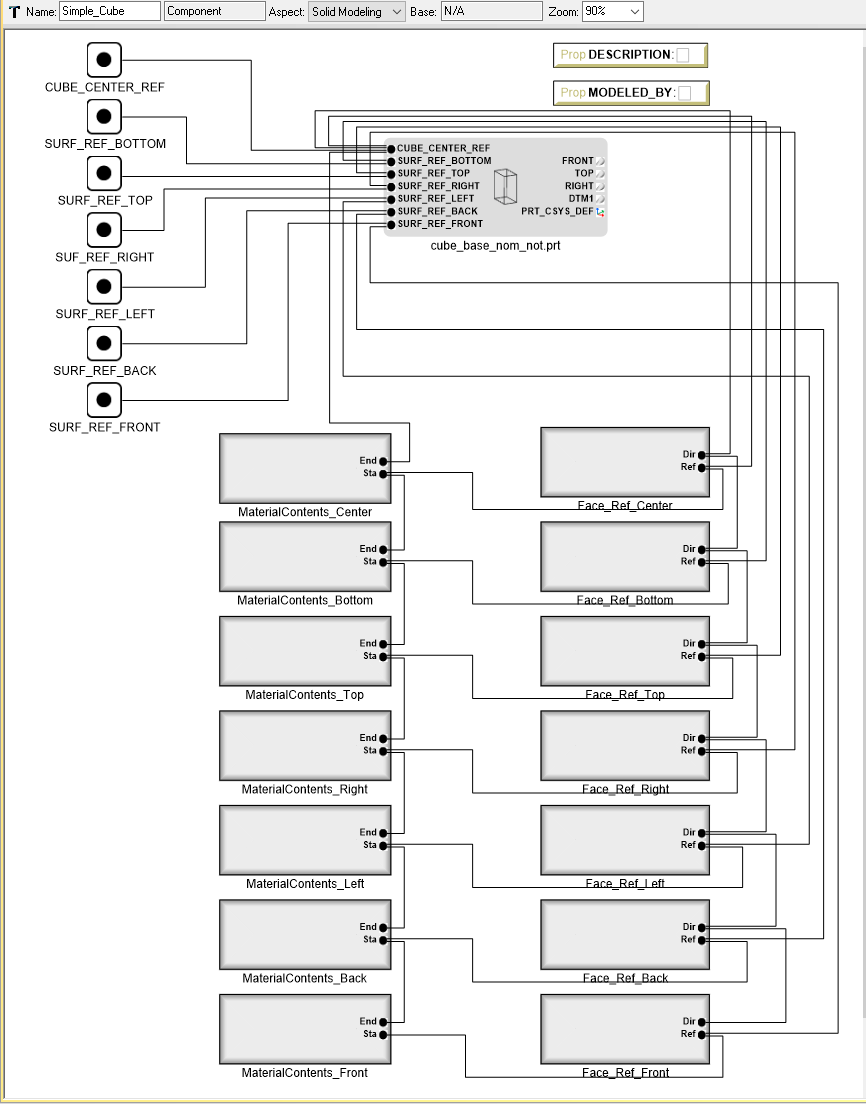 Name: Simple_Cube Component Aspect: Solid Modeling Base: N/A Zoom: 90%
CUBE_CENTER_REF
SURF_REF_BOTTOM
SURF_REF_TOP
SUF_REF_RIGHT
SURF_REF_LEFT
SURF_REF_BACK
SURF_REF_FRONT
Prop DESCRIPTION:
Prop MODELED_BY:
CUBE_CENTER_REF
SURF_REF_BOTTOM FRONT
SURF_REF_TOP TOP
SURF_REF_RIGHT RIGHT
SURF_REF_LEFT DTM1
SURF_REF_BACK PRT_CSYS_DEF
SURF_REF_FRONT
cube_base_nom_not.prt
End
Sta
MaterialContents_Center
Dir
Ref
Face_Ref_Center
End
Sta
MaterialContents_Bottom
Dir
Ref
Face_Ref_Bottom
End
Sta
MaterialContents_Top
Dir
Ref
Face_Ref_Top
End
Sta
MaterialContents_Right
Dir
Ref
Face_Ref_Right
End
Sta
MaterialContents_Left
Dir
Ref
Face_Ref_Left
End
Sta
MaterialContents_Back
Dir
Ref
Face_Ref_Back
End
Sta
MaterialContents_Front
Dir
Ref
Face_Ref_Front